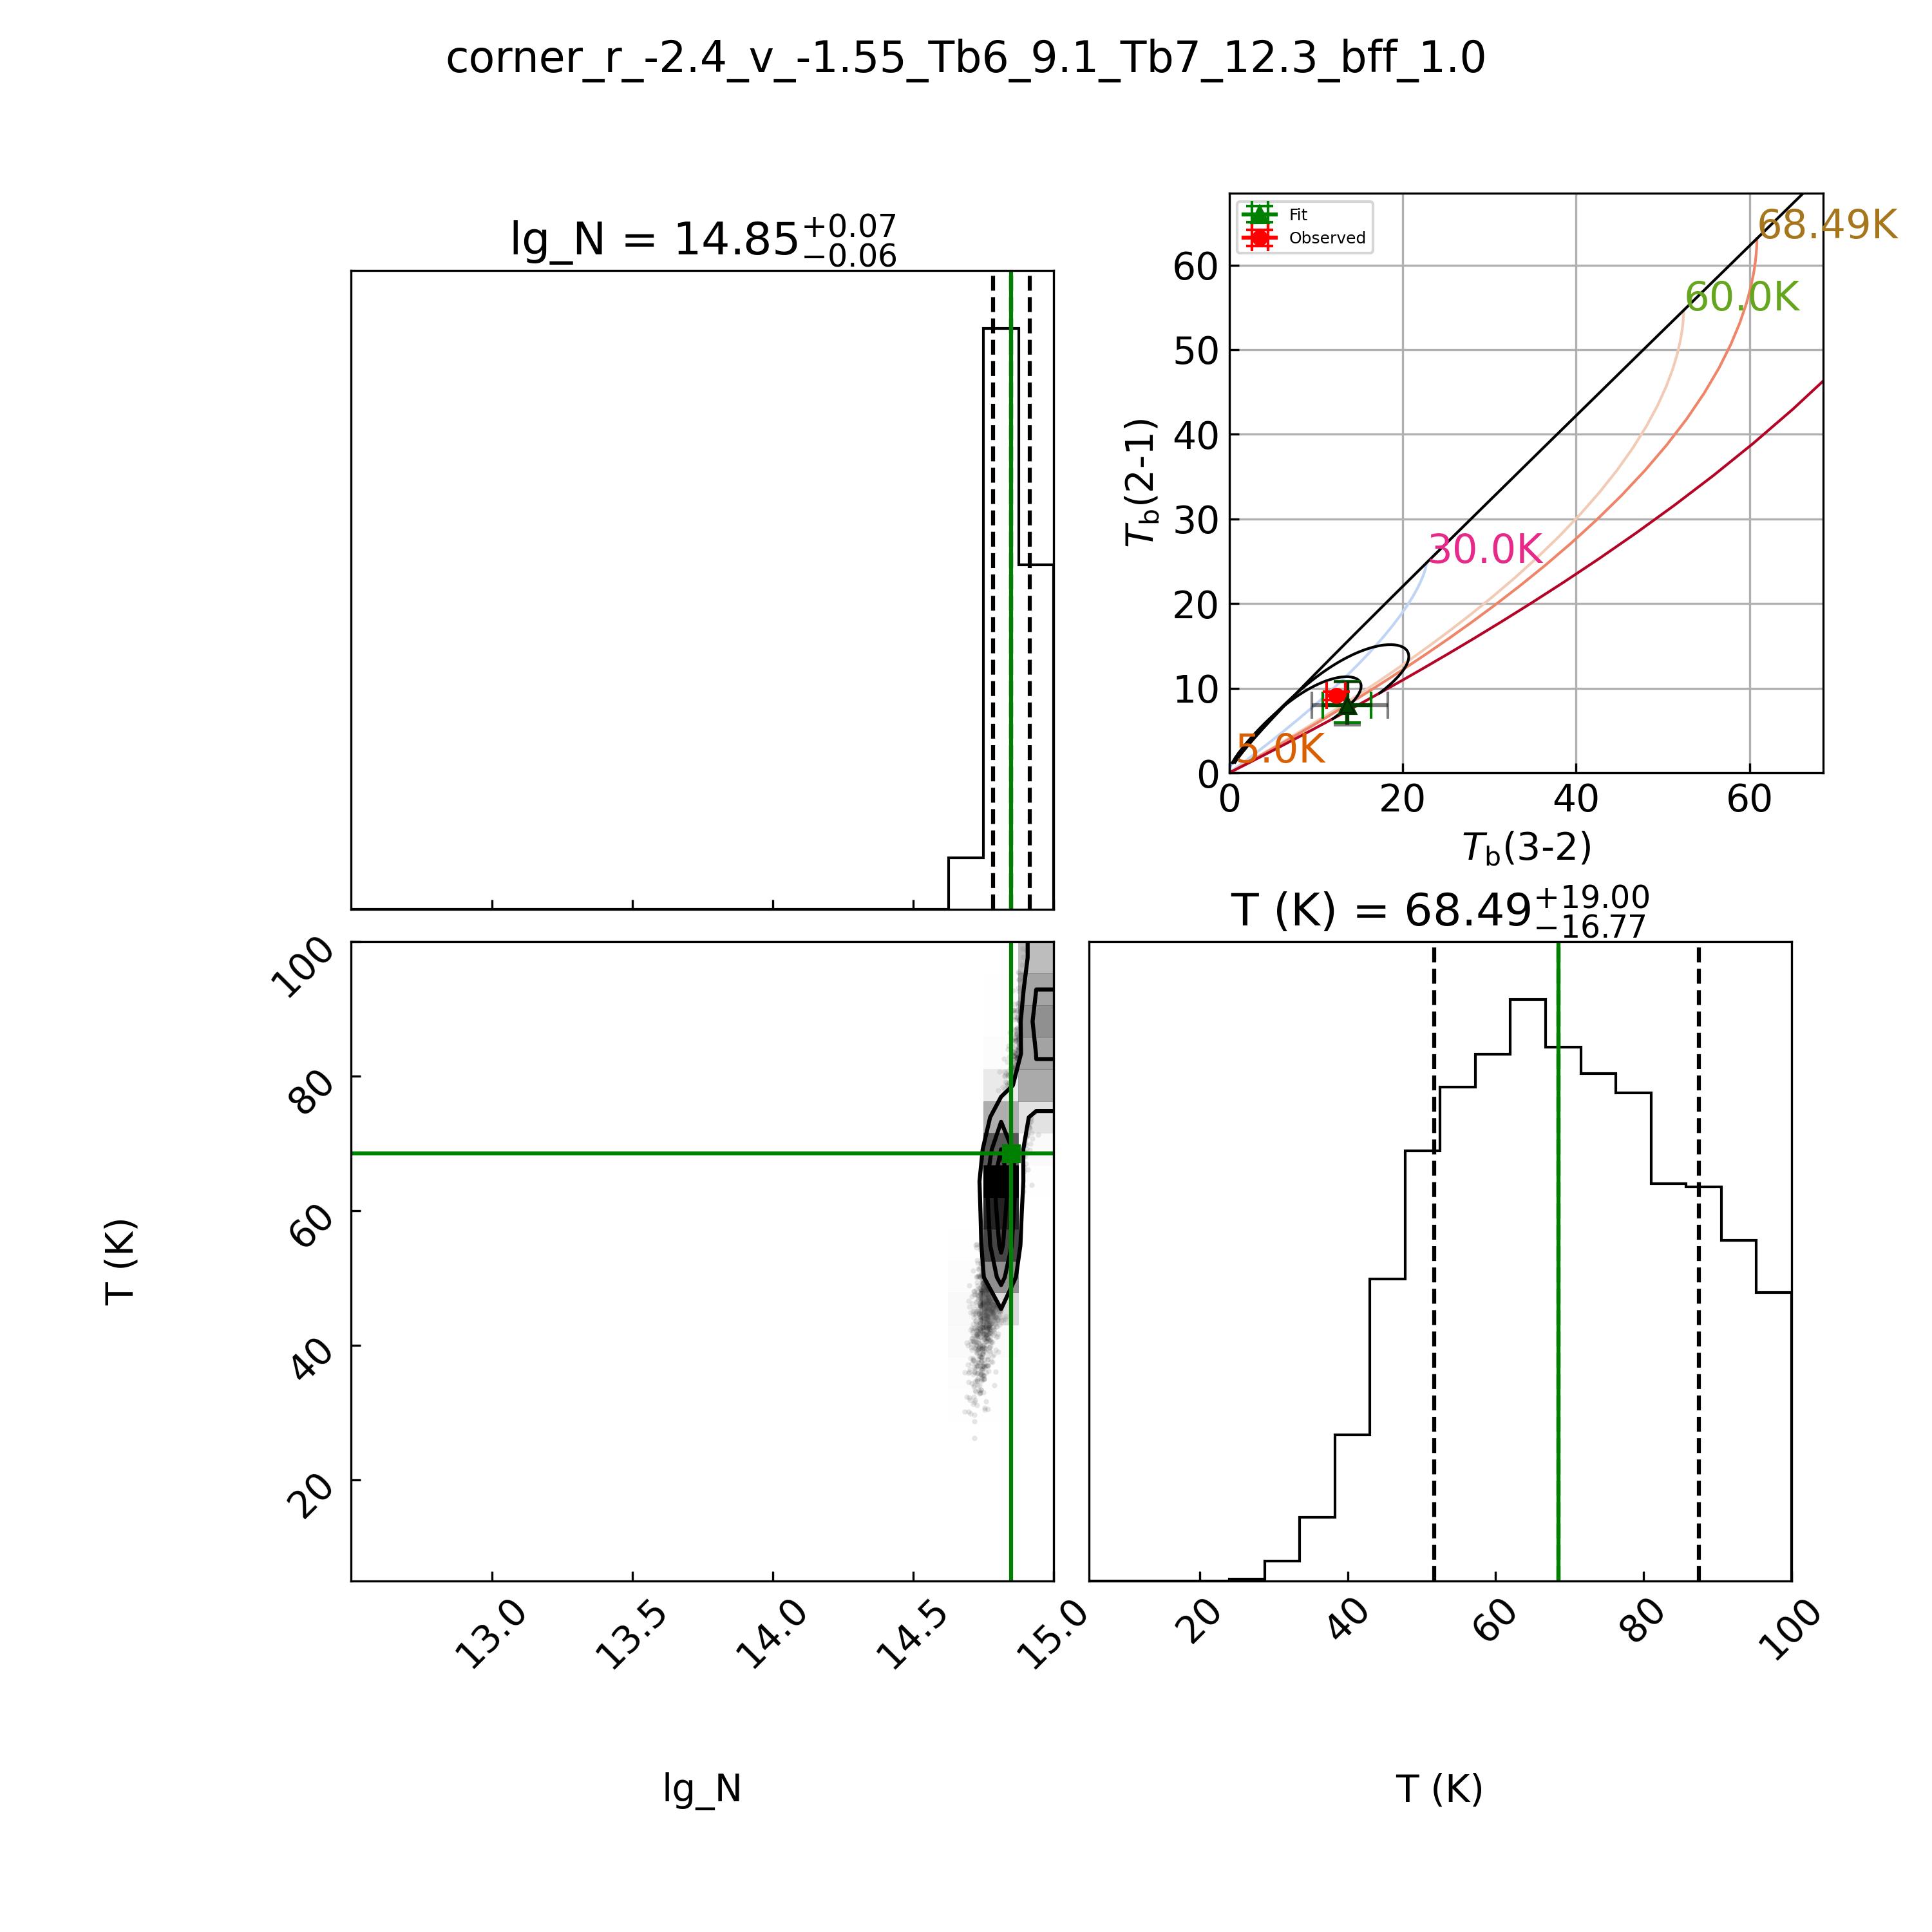 corner_r_-2.4_v_-1.55_Tb6_9.1_Tb7_12.3_bff_1.0
lg_N = 14.85+0.07−0.06
Fit
Observed
68.49K
60.0K
30.0K
5.0K
60
50
40
30
20
10
0
0 20 40 60
Tb(2-1)
Tb(3-2)
T (K) = 68.49+19.00−16.77
100
80
60
40
20
T (K)
13.0 13.5 14.0 14.5 15.0
20 40 60 80 100
lg_N
T (K)